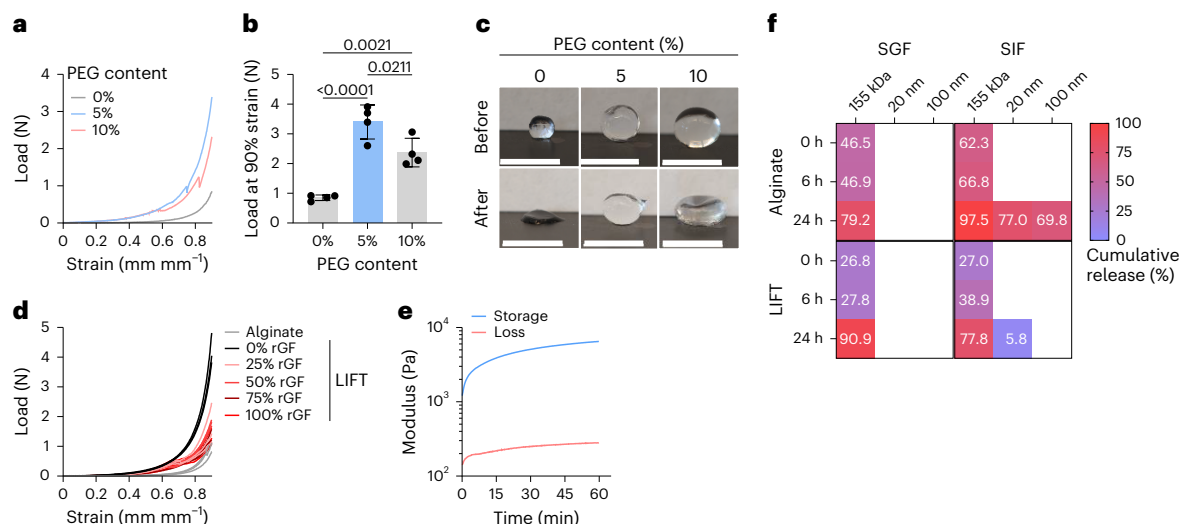 a
PEG content
0%
5%
10%
4
3
2
1
0
Load (N)
0 0.2 0.4 0.6 0.8
Strain (mm mm⁻¹)
b
0.0021
0.0211
<0.0001
5
4
3
2
1
0
Load at 90% strain (N)
0% 5% 10%
PEG content
c
PEG content (%)
0 5 10
Before
After
d
Alginate
0% rGF
25% rGF
50% rGF
75% rGF
100% rGF
LIFT
5
4
3
2
1
0
Load (N)
0 0.2 0.4 0.6 0.8
Strain (mm mm⁻¹)
e
Storage
Loss
10⁴
10³
10²
Modulus (Pa)
0 15 30 45 60
Time (min)
f
SGF SIF
155 kDa 20 nm 100 nm 155 kDa 20 nm 100 nm
Alginate
0 h 46.5 62.3
6 h 46.9 66.8
24 h 79.2 97.5 77.0 69.8
LIFT
0 h 26.8 27.0
6 h 27.8 38.9
24 h 90.9 77.8 5.8
100
75
50
25
0
Cumulative
release (%)